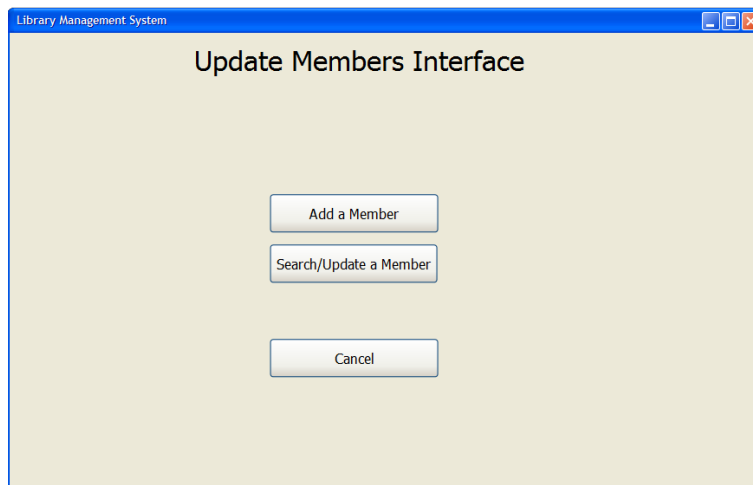 Library Management System
Update Members Interface
Add a Member
Search/Update a Member
Cancel